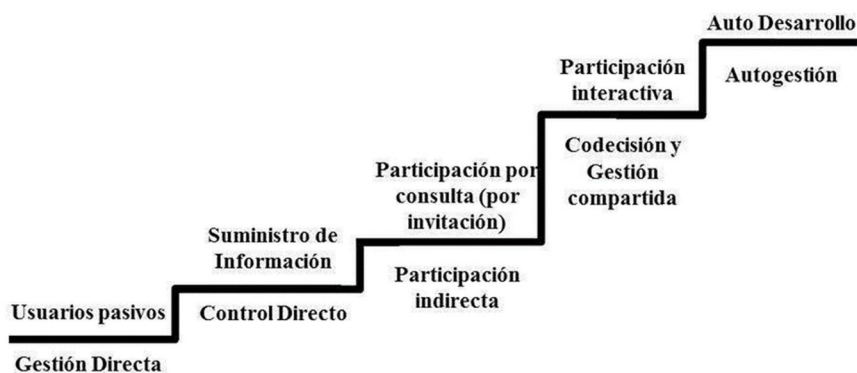 Usuarios pasivos
Gestión Directa
Suministro de
Información
Control Directo
Participación por
consulta (por
invitación)
Participación
indirecta
Participación
interactiva
Codecisión y
Gestión
compartida
Auto Desarrollo
Autogestión